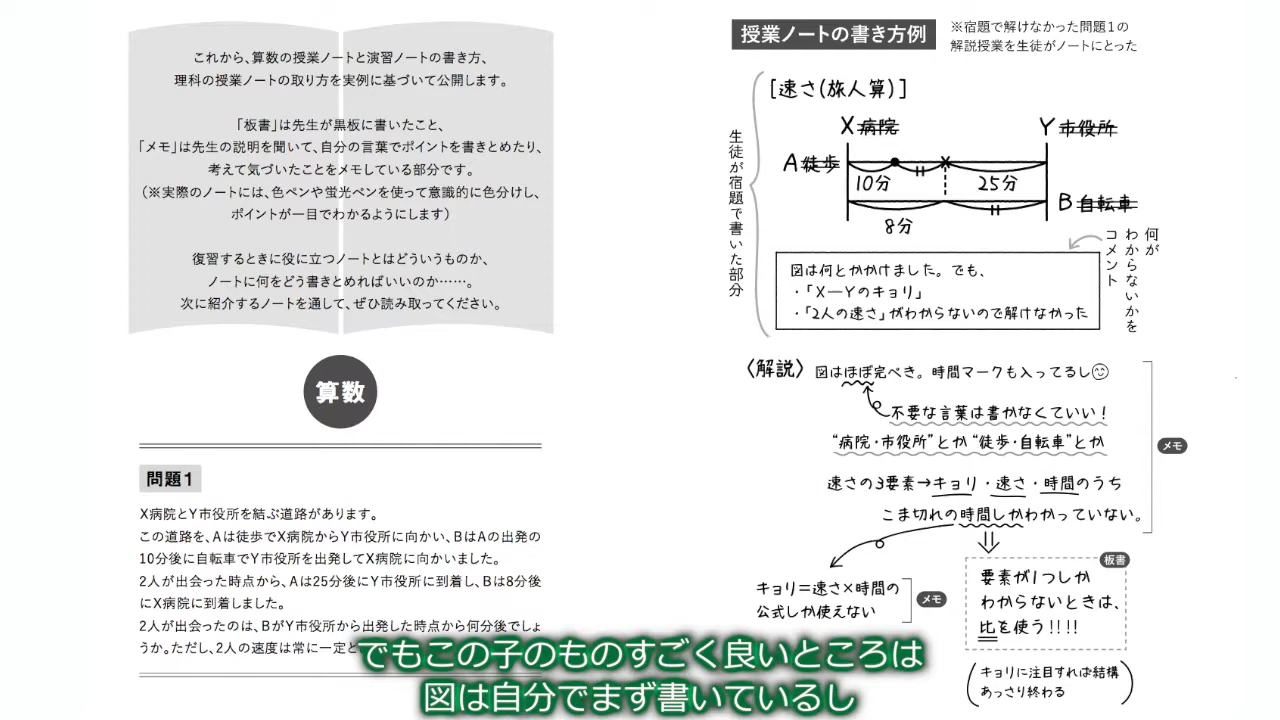 これから、算数の授業ノートと演習ノートの書き方、
理科の授業ノートの取り方を実例に基づいて公開します。
「板書」は先生が黒板に書いたこと、
「メモ」は先生の説明を聞いて、自分の言葉でポイントを書きとめたり、
考えて気づいたことをメモしている部分です。
(※実際のノートには、色ペンや蛍光ペンを使って意識的に色分けし、
ポイントが一目でわかるようにします)
復習するときに役に立つノートとはどういうものか、
ノートに何をどう書きとめればいいのか……。
次に紹介するノートを通して、ぜひ読み取ってください。
算数
問題1
X病院とY市役所を結ぶ道路があります。
この道路を、Aは徒歩でX病院からY市役所に向かい、BはAの出発の
10分後に自転車でY市役所を出発してX病院に向かいました。
2人が出会った時点から、Aは25分後にY市役所に到着し、Bは8分後
にX病院に到着しました。
2人が出会ったのは、BがY市役所から出発した時点から何分後でしょ
うか。ただし、2人の速度は常に一定と
授業ノートの書き方例
※宿題で解けなかった問題1の
解説授業を生徒がノートにとった
生徒が宿題で書いた部分
[速さ(旅人算)]
X 病院
Y 市役所
A 徒歩
10分
25分
B 自転車
8分
何が
わからないかを
コメント
図は何とかかけました。でも、
・「X―Yのキョリ」
・「2人の速さ」がわからないので解けなかった
〈解説〉 図はほぼ完ぺき。時間マークも入ってるし
不要な言葉は書かなくていい!
"病院・市役所"とか"徒歩・自転車"とか
メモ
速さの3要素→キョリ・速さ・時間のうち
こま切れの時間しかわかっていない。
キョリ=速さ×時間の
公式しか使えない
メモ
板書
要素が1つしか
わからないときは、
比を使う!!!!
(キョリに注目すれば結構
あっさり終わる)
でもこの子のものすごく良いところは
図は自分でまず書いているし